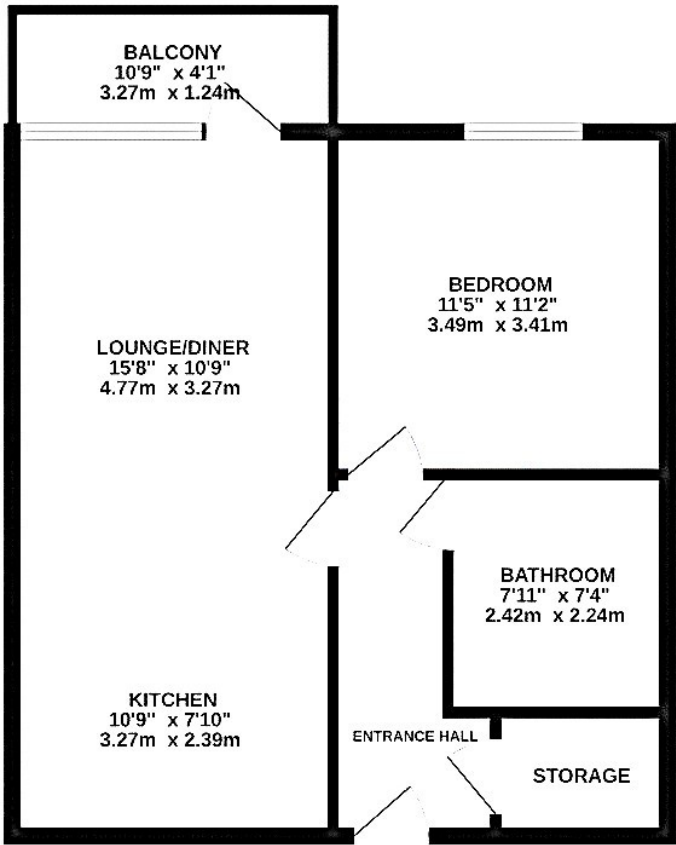 BALCONY
10'9" x 4'1"
3.27m x 1.24m
BEDROOM
11'5" x 11'2"
3.49m x 3.41m
LOUNGE/DINER
15'8" x 10'9"
4.77m x 3.27m
BATHROOM
7'11" x 7'4"
2.42m x 2.24m
KITCHEN
10'9" x 7'10"
3.27m x 2.39m
ENTRANCE HALL
STORAGE